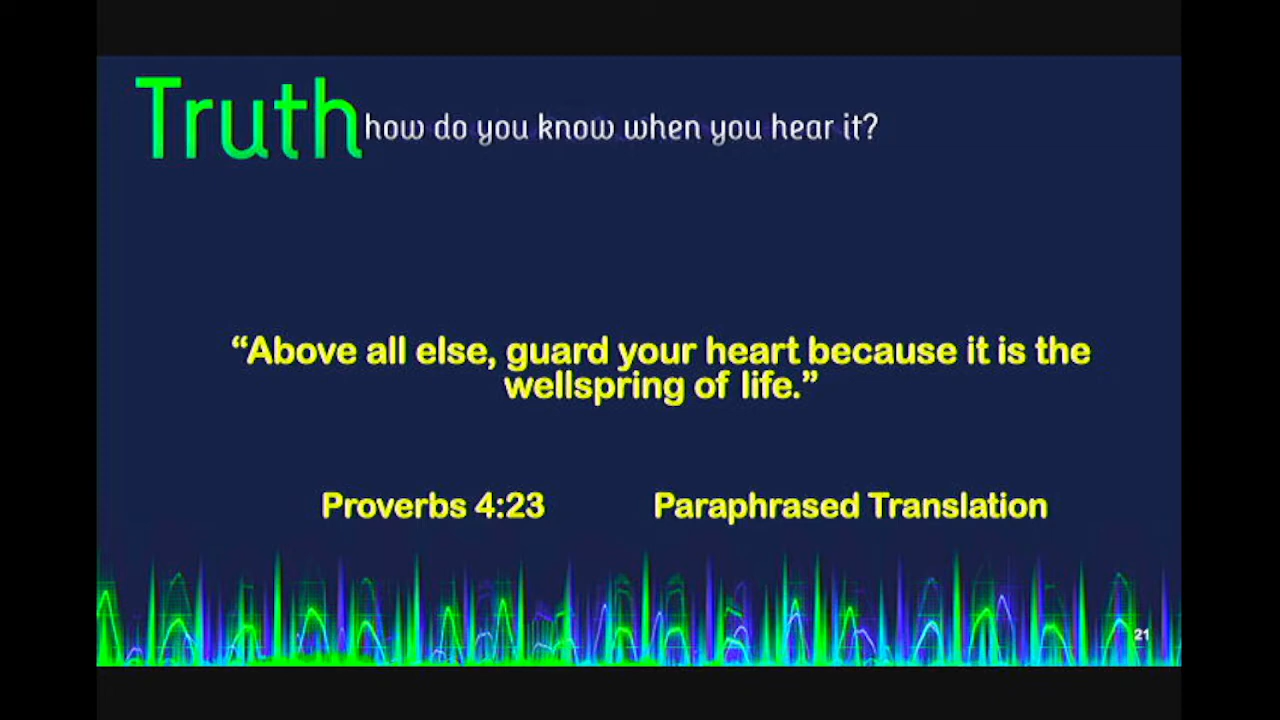 Truth how do you know when you hear it?
“Above all else, guard your heart because it is the
wellspring of life.”
Proverbs 4:23 Paraphrased Translation
21